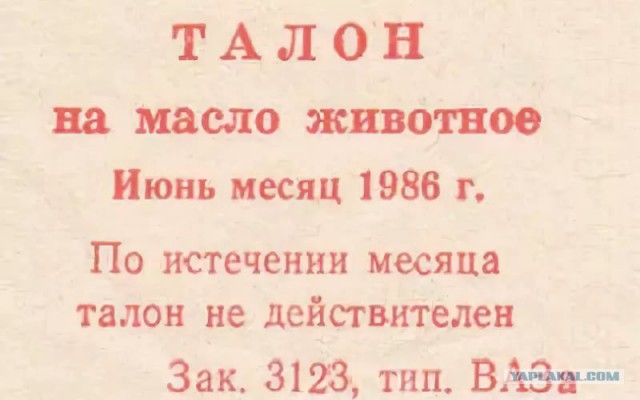 ТАЛОН
на масло животное
Июнь месяц 1986 г.
По истечении месяца
талон не действителен
Зак. 3123, тип. ВАЗа
YAPLAKAL.COM